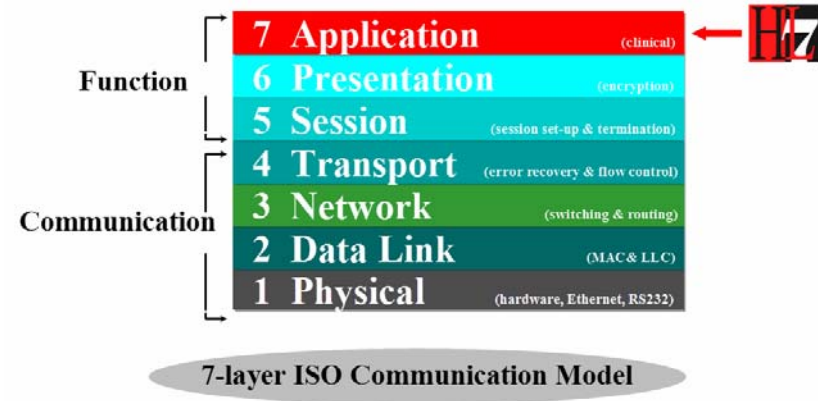 7 Application (clinical)
HL7
6 Presentation (encryption)
Function
5 Session (session set-up & termination)
4 Transport (error recovery & flow control)
3 Network (switching & routing)
Communication
2 Data Link (MAC& LLC)
1 Physical (hardware, Ethernet, RS232)
7-layer ISO Communication Model